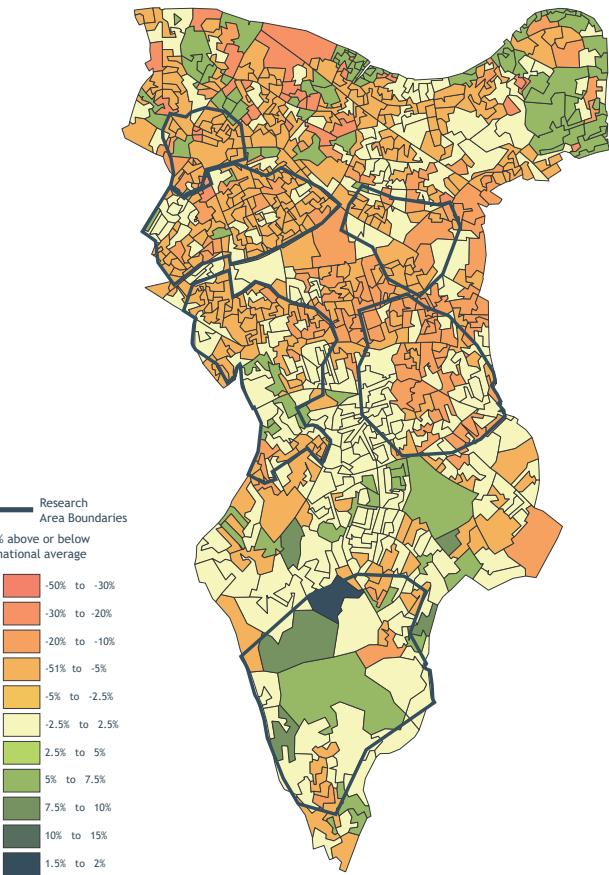 Research
Area Boundaries
% above or below
national average
-50% to -30%
-30% to -20%
-20% to -10%
-51% to -5%
-5% to -2.5%
-2.5% to 2.5%
2.5% to 5%
5% to 7.5%
7.5% to 10%
10% to 15%
1.5% to 2%